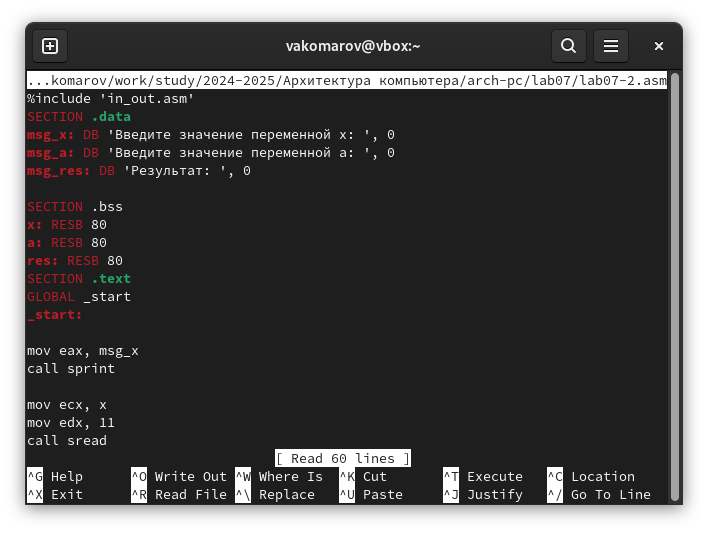 vakomarov@vbox:~
...komarov/work/study/2024-2025/Архитектура компьютера/arch-pc/lab07/lab07-2.asm
%include 'in_out.asm'
SECTION .data
msg_x: DB 'Введите значение переменной x: ', 0
msg_a: DB 'Введите значение переменной a: ', 0
msg_res: DB 'Результат: ', 0
SECTION .bss
x: RESB 80
a: RESB 80
res: RESB 80
SECTION .text
GLOBAL _start
_start:
mov eax, msg_x
call sprint
mov ecx, x
mov edx, 11
call sread
[ Read 60 lines ]
^G Help ^O Write Out ^W Where Is ^K Cut ^T Execute ^C Location
^X Exit ^R Read File ^\ Replace ^U Paste ^J Justify ^/ Go To Line